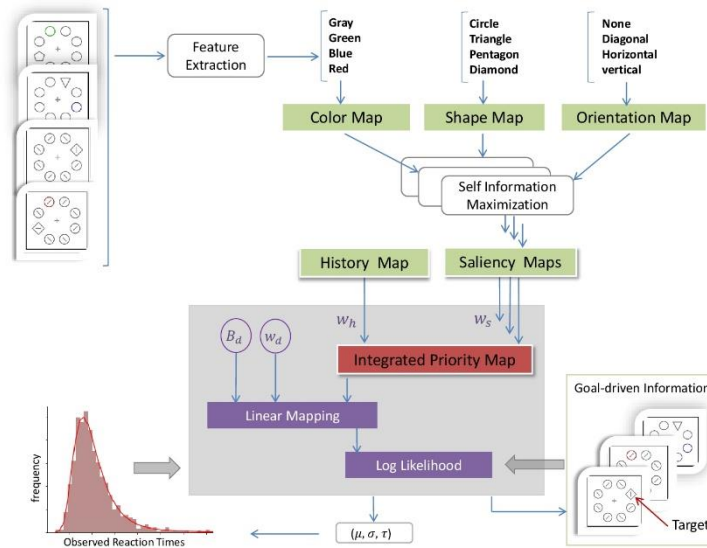 Feature
Extraction
Gray
Green
Blue
Red
Circle
Triangle
Pentagon
Diamond
None
Diagonal
Horizontal
vertical
Color Map
Shape Map
Orientation Map
Self Information
Maximization
History Map
Saliency Maps
w_h
w_s
B_d
w_d
Integrated Priority Map
Linear Mapping
Log Likelihood
Goal-driven Information
Target
frequency
Observed Reaction Times
(μ, σ, τ)